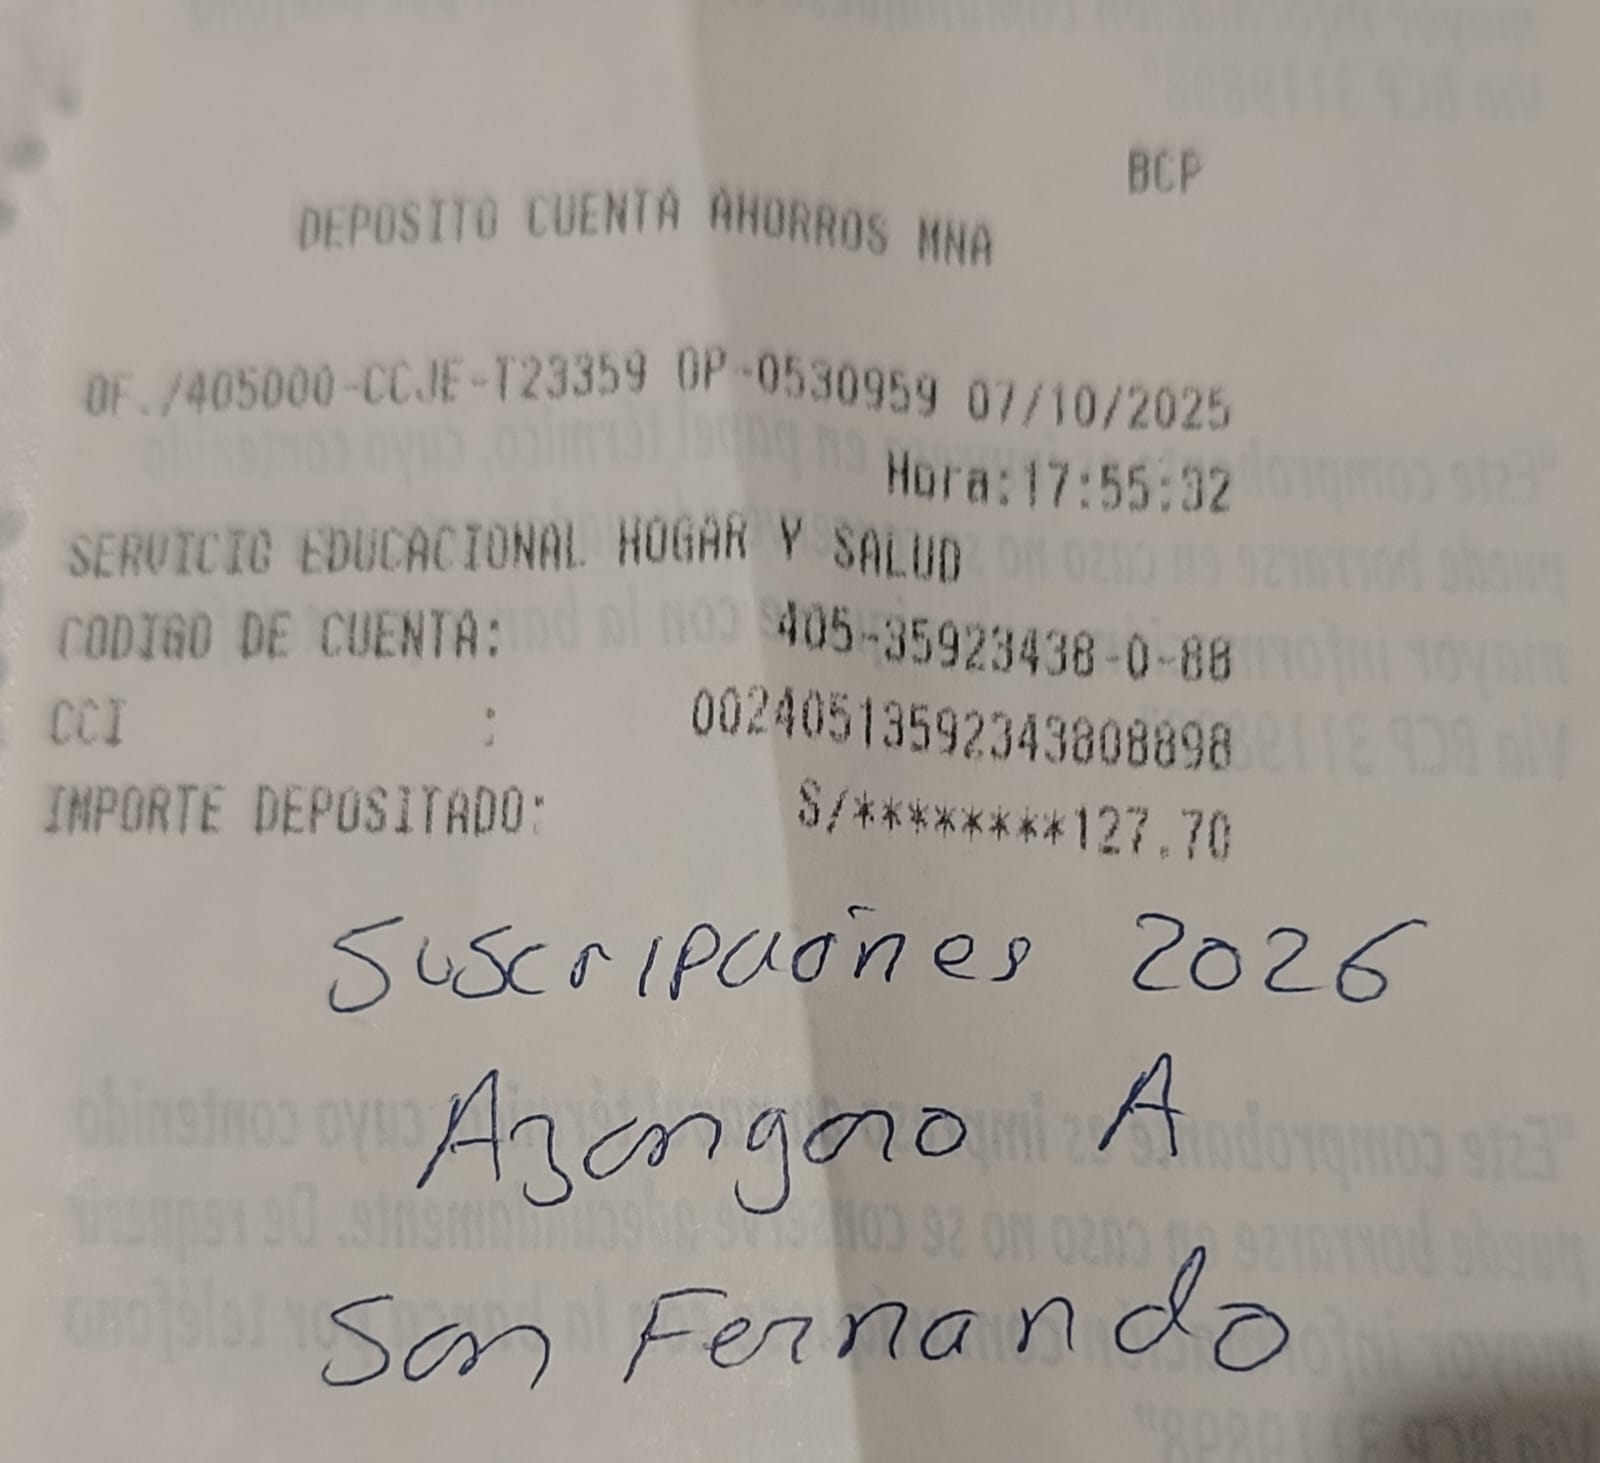 BCP
DEPOSITO CUENTA AHORROS MNA
OF./405000-CCJE-T23359 OP-0530959 07/10/2025
Hora:17:55:32
SERVICIO EDUCACIONAL HOGAR Y SALUD
CODIGO DE CUENTA: 405-35923438-0-88
CCI : 00240513592343808898
IMPORTE DEPOSITADO: S/********127.70
Suscripciones 2026
Azangaro A
San Fernando